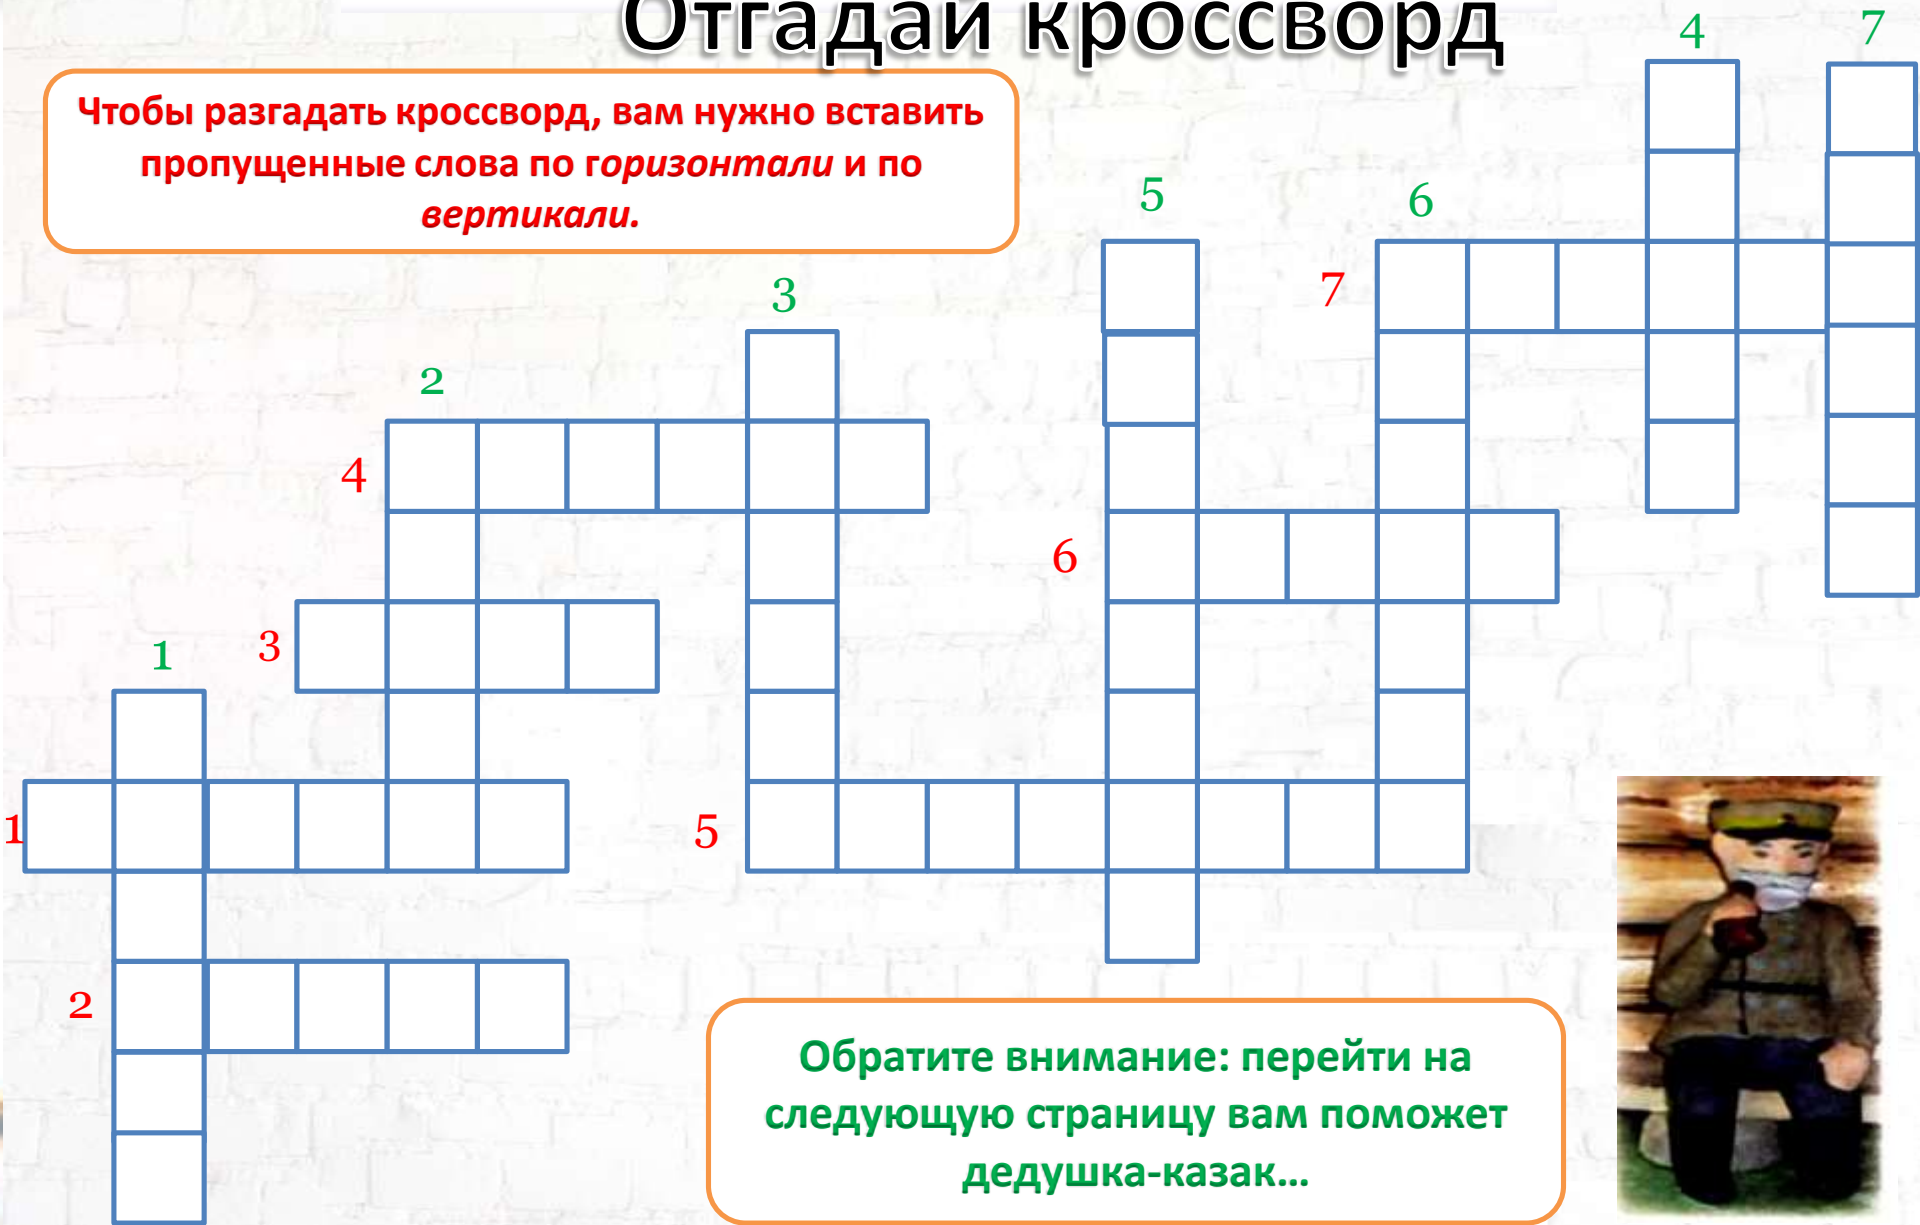 Отгадай кроссворд
Чтобы разгадать кроссворд, вам нужно вставить
пропущенные слова по горизонтали и по
вертикали.
4
7
5
6
7
3
2
4
6
3
1
1
5
2
Обратите внимание: перейти на
следующую страницу вам поможет
дедушка-казак...